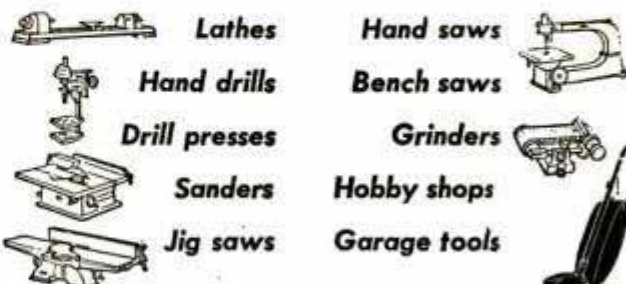 Lathes
Hand drills
Drill presses
Sanders
Jig saws
Hand saws
Bench saws
Grinders
Hobby shops
Garage tools